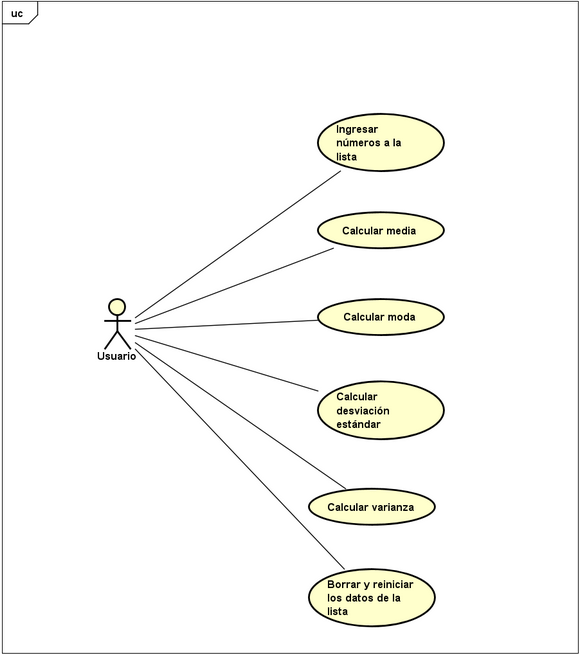 uc
Ingresar
números a la
lista
Calcular media
Calcular moda
Usuario
Calcular
desviación
estándar
Calcular varianza
Borrar y reiniciar
los datos de la
lista